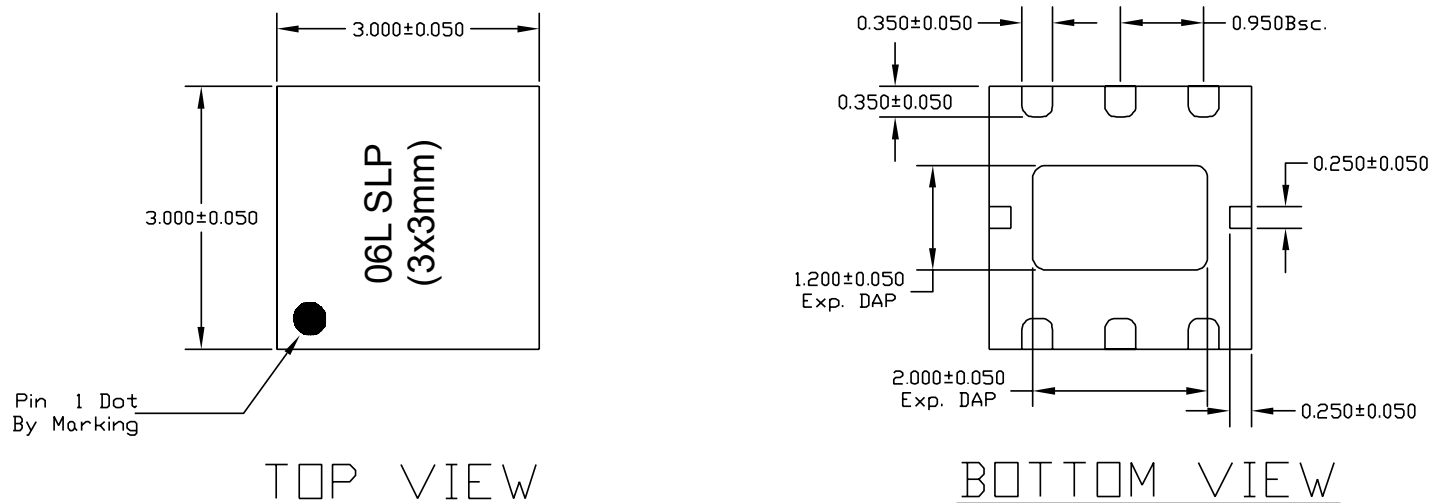 3.000±0.050
3.000±0.050
06L SLP
(3x3mm)
Pin 1 Dot
By Marking
TOP VIEW
0.350±0.050
0.950Bsc.
0.350±0.050
0.250±0.050
1.200±0.050
Exp. DAP
2.000±0.050
Exp. DAP
0.250±0.050
BOTTOM VIEW